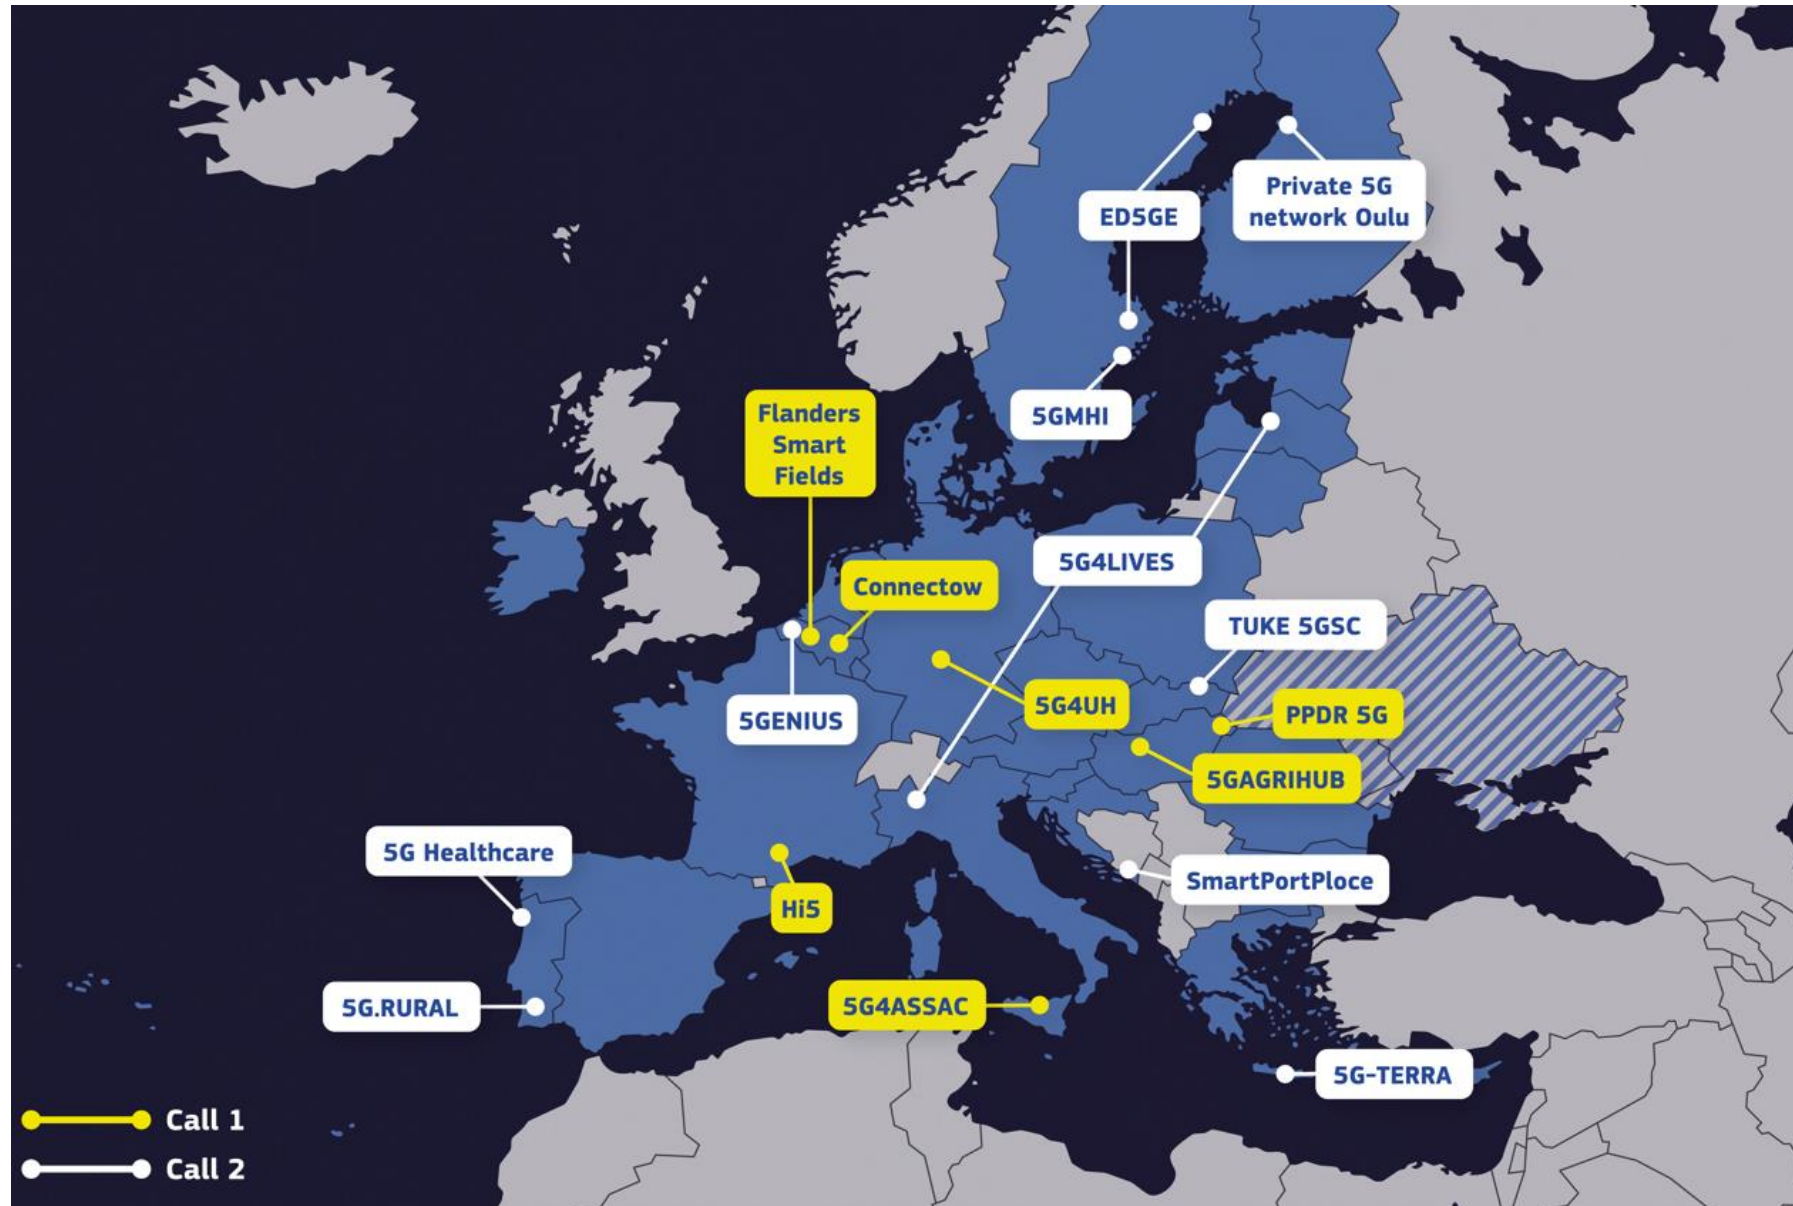 Private 5G
network Oulu
ED5GE
5GMHI
Flanders
Smart
Fields
5G4LIVES
Connectow
TUKE 5GSC
5G4UH
PPDR 5G
5GENIUS
5GAGRIHUB
5G Healthcare
SmartPortPloce
Hi5
5G.RURAL
5G4ASSAC
5G-TERRA
Call 1
Call 2